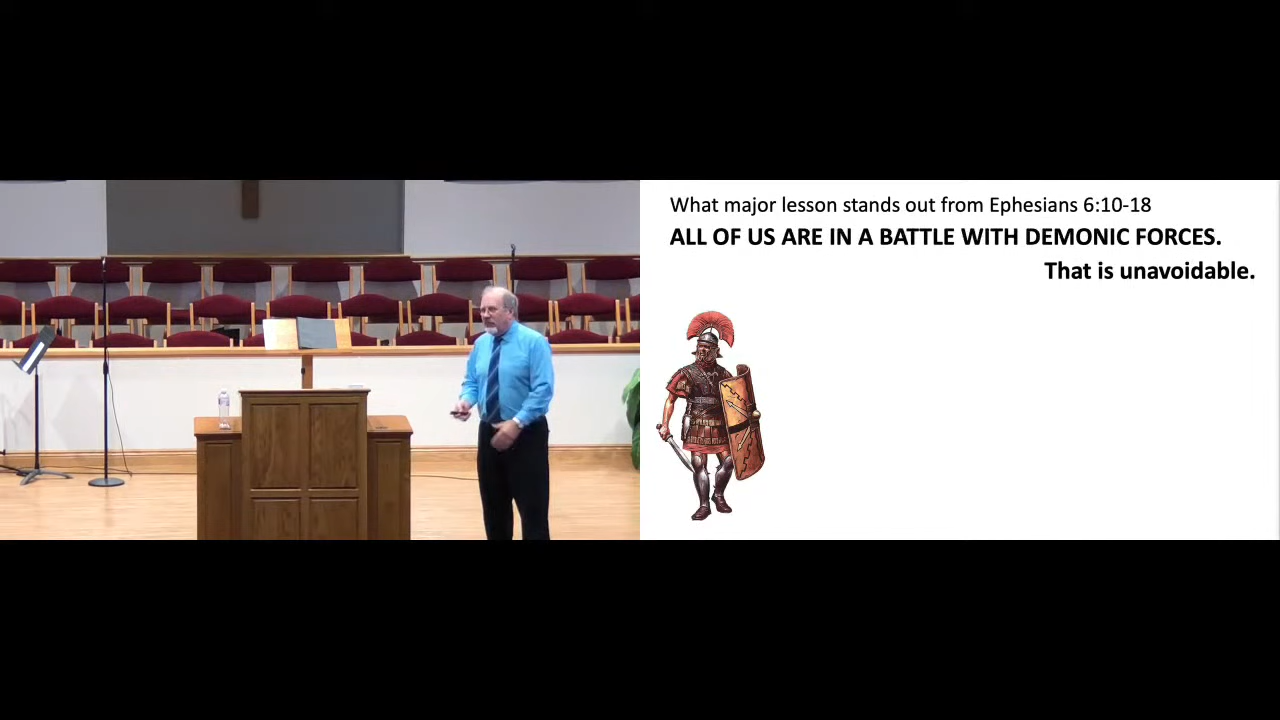 What major lesson stands out from Ephesians 6:10-18
ALL OF US ARE IN A BATTLE WITH DEMONIC FORCES.
That is unavoidable.